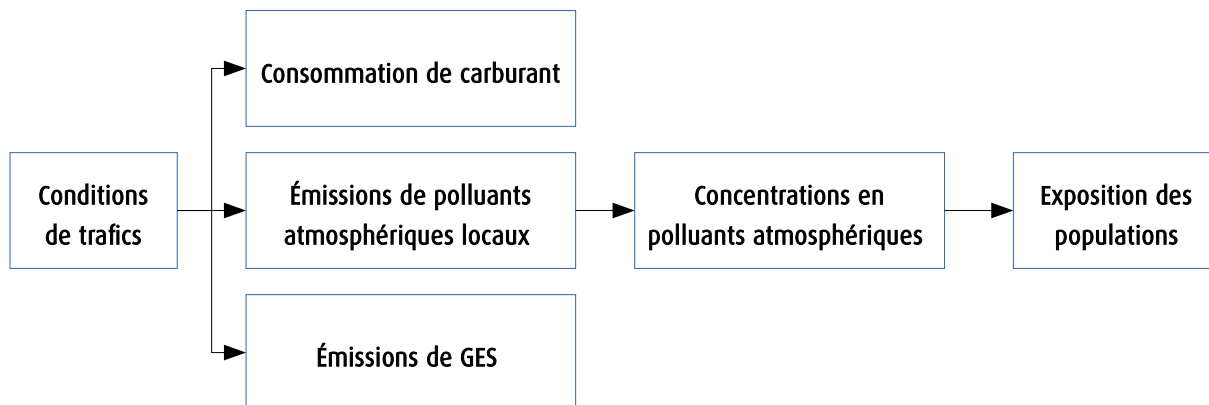 Consommation de carburant
Conditions
de trafics
Émissions de polluants
atmosphériques locaux
Concentrations en
polluants atmosphériques
Exposition des
populations
Émissions de GES